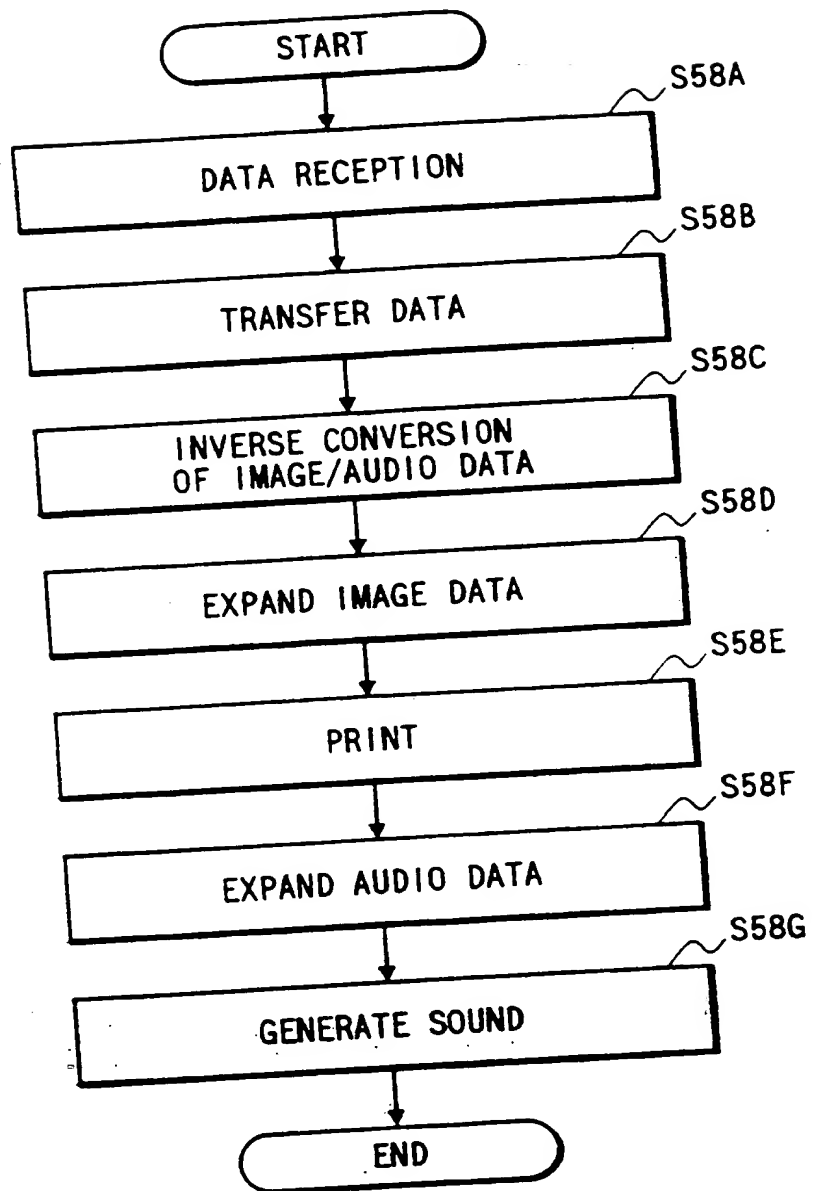 START
S58A
DATA RECEPTION
S58B
TRANSFER DATA
S58C
INVERSE CONVERSION
OF IMAGE/AUDIO DATA
S58D
EXPAND IMAGE DATA
S58E
PRINT
S58F
EXPAND AUDIO DATA
S58G
GENERATE SOUND
END